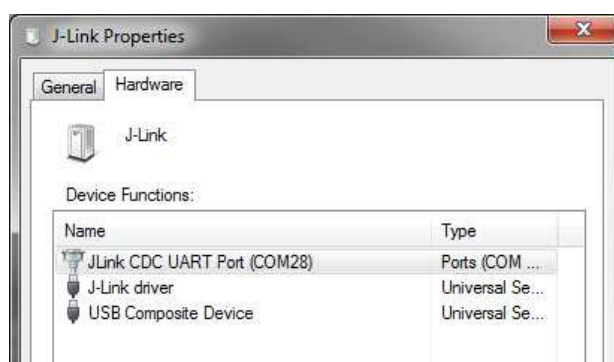 J-Link Properties
General Hardware
J-Link
Device Functions:
Name Type
JLink CDC UART Port (COM28) Ports (COM ...
J-Link driver Universal Se...
USB Composite Device Universal Se...